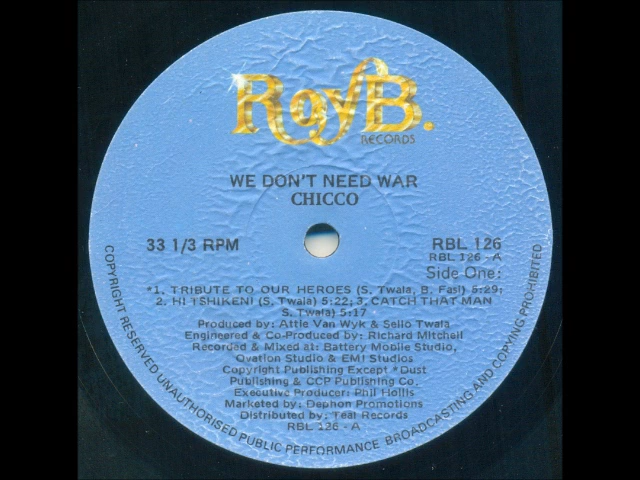 RoyB.
RECORDS
WE DON'T NEED WAR
CHICCO
33 1/3 RPM
RBL 126
RBL 126 - A
Side One:
*1. TRIBUTE TO OUR HEROES (S. Twala, B. Fasi) 5:29;
2. HI TSHIKENI (S. Twala) 5:22; 3. CATCH THAT MAN
S. Twala) 5:17
Produced by: Attie Van Wyk & Sello Twala
Engineered & Co-Produced by: Richard Mitchell
Recorded & Mixed at: Battery Mobile Studio,
Ovation Studio & EMI Studios
Copyright Publishing Except *Dust
Publishing & CCP Publishing Co.
Executive Producer: Phil Hollis
Marketed by: Dephon Promotions
Distributed by: Teal Records
RBL 126 - A
COPYRIGHT RESERVED UNAUTHORISED PUBLIC PERFORMANCE BROADCASTING AND COPYING PROHIBITED